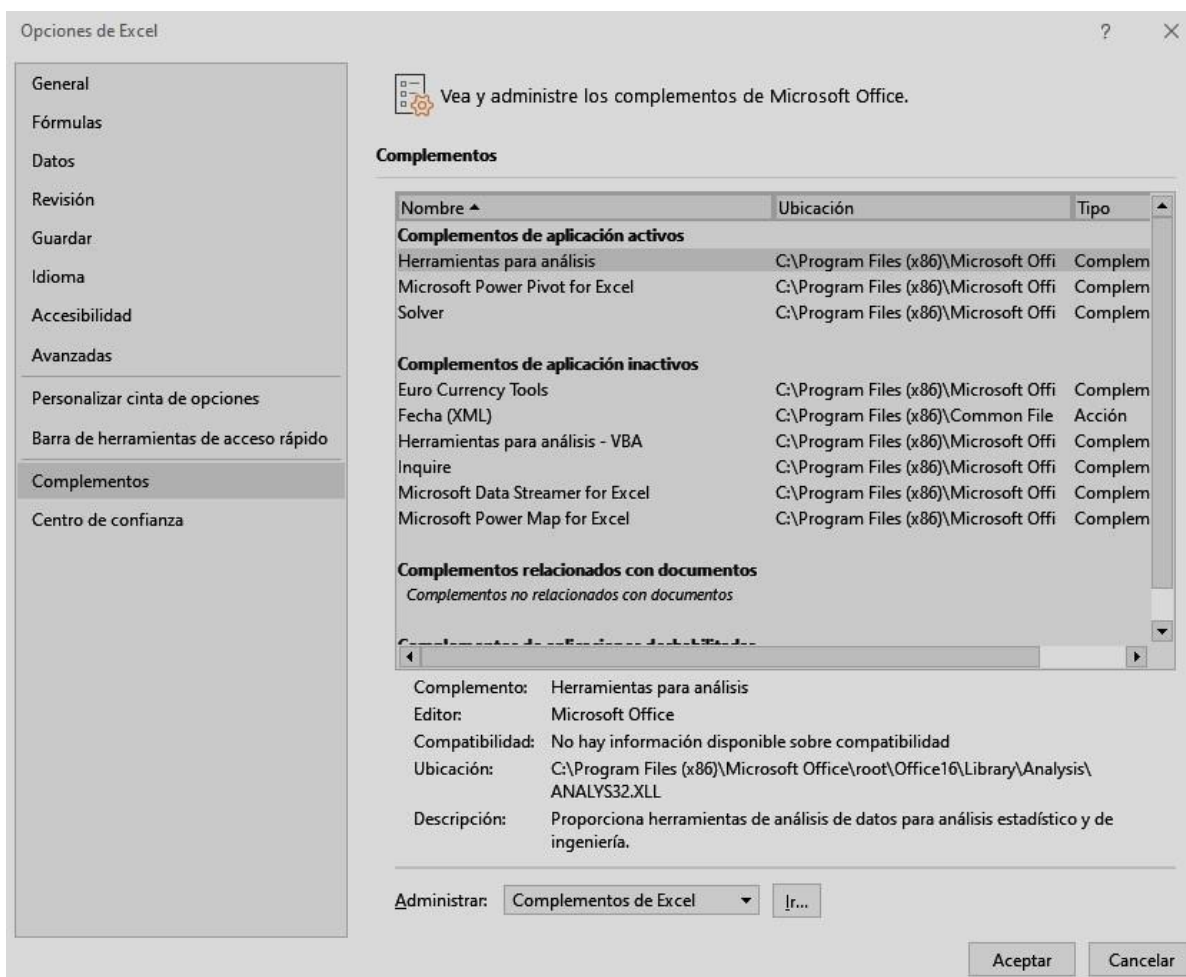 Opciones de Excel
?
General
Fórmulas
Datos
Revisión
Guardar
Idioma
Accesibilidad
Avanzadas
Personalizar cinta de opciones
Barra de herramientas de acceso rápido
Complementos
Centro de confianza
Vea y administre los complementos de Microsoft Office.
Complementos
Nombre Ubicación Tipo
Complementos de aplicación activos
Herramientas para análisis C:\Program Files (x86)\Microsoft Offi Complem
Microsoft Power Pivot for Excel C:\Program Files (x86)\Microsoft Offi Complem
Solver C:\Program Files (x86)\Microsoft Offi Complem
Complementos de aplicación inactivos
Euro Currency Tools C:\Program Files (x86)\Microsoft Offi Complem
Fecha (XML) C:\Program Files (x86)\Common File Acción
Herramientas para análisis - VBA C:\Program Files (x86)\Microsoft Offi Complem
Inquire C:\Program Files (x86)\Microsoft Offi Complem
Microsoft Data Streamer for Excel C:\Program Files (x86)\Microsoft Offi Complem
Microsoft Power Map for Excel C:\Program Files (x86)\Microsoft Offi Complem
Complementos relacionados con documentos
Complementos no relacionados con documentos
Complemento: Herramientas para análisis
Editor: Microsoft Office
Compatibilidad: No hay información disponible sobre compatibilidad
Ubicación: C:\Program Files (x86)\Microsoft Office\root\Office16\Library\Analysis\
ANALYS32.XLL
Descripción: Proporciona herramientas de análisis de datos para análisis estadístico y de
ingeniería.
Administrar: Complementos de Excel Ir...
Aceptar Cancelar